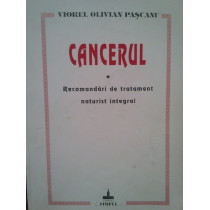 VIOREL OLIVIAN PAŞCANU
CANCERUL
Recomandări de tratament
naturist integral